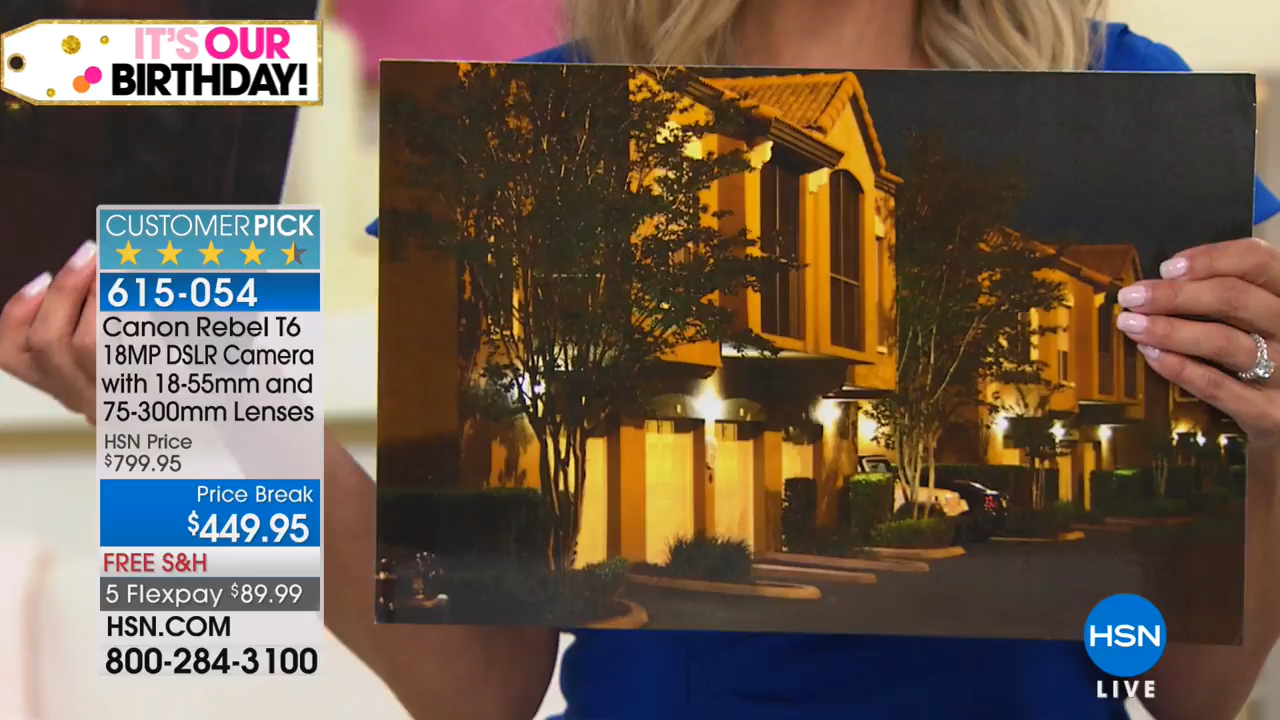 IT'S OUR
BIRTHDAY!
CUSTOMER PICK
615-054
Canon Rebel T6
18MP DSLR Camera
with 18-55mm and
75-300mm Lenses
HSN Price
$799.95
Price Break
$449.95
FREE S&H
5 Flexpay $89.99
HSN.COM
800-284-3100
HSN
LIVE